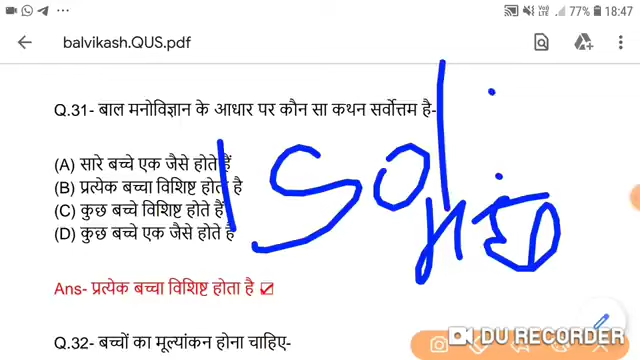 77% 18:47
balvikash.QUS.pdf
Q.31- बाल मनोविज्ञान के आधार पर कौन सा कथन सर्वोत्तम है-
(A) सारे बच्चे एक जैसे होते हैं
(B) प्रत्येक बच्चा विशिष्ट होता है
(C) कुछ बच्चे विशिष्ट होते हैं
(D) कुछ बच्चे एक जैसे होते हैं
Ans- प्रत्येक बच्चा विशिष्ट होता है
Q.32- बच्चों का मूल्यांकन होना चाहिए-
DU RECORDER